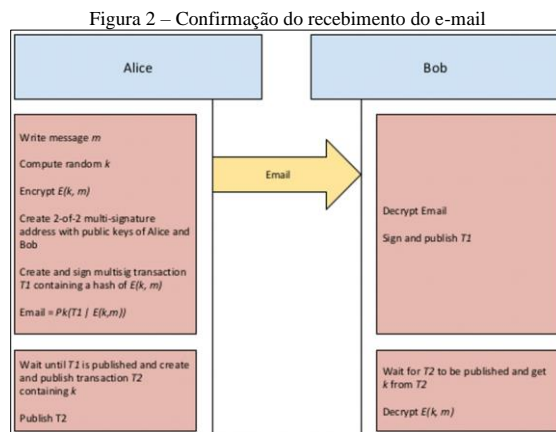 Figura 2 – Confirmação do recebimento do e-mail
Alice
Bob
Write message m
Compute random k
Encrypt E(k, m)
Create 2-of-2 multi-signature
address with public keys of Alice and
Bob
Create and sign multisig transaction
T1 containing a hash of E(k, m)
Email = Pk(T1 | E(k,m))
Email
Decrypt Email
Sign and publish T1
Wait until T1 is published and create
and publish transaction T2
containing k
Publish T2
Wait for T2 to be published and get
k from T2
Decrypt E(k, m)